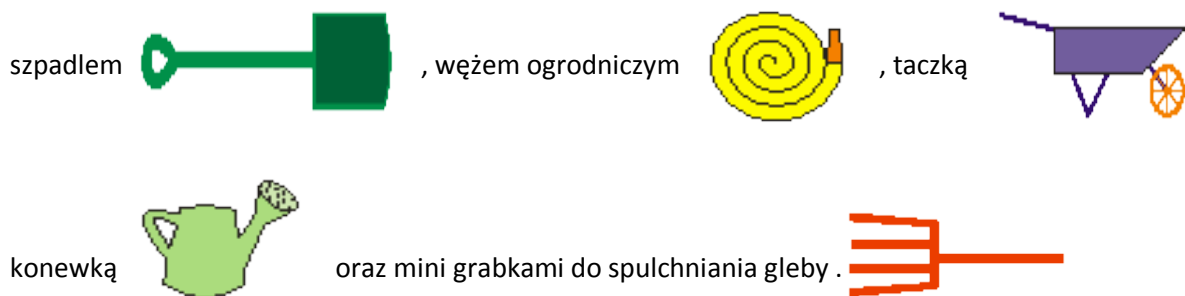 szpadlem , wężem ogrodniczym , taczką
konewką oraz mini grabkami do spulchniania gleby .